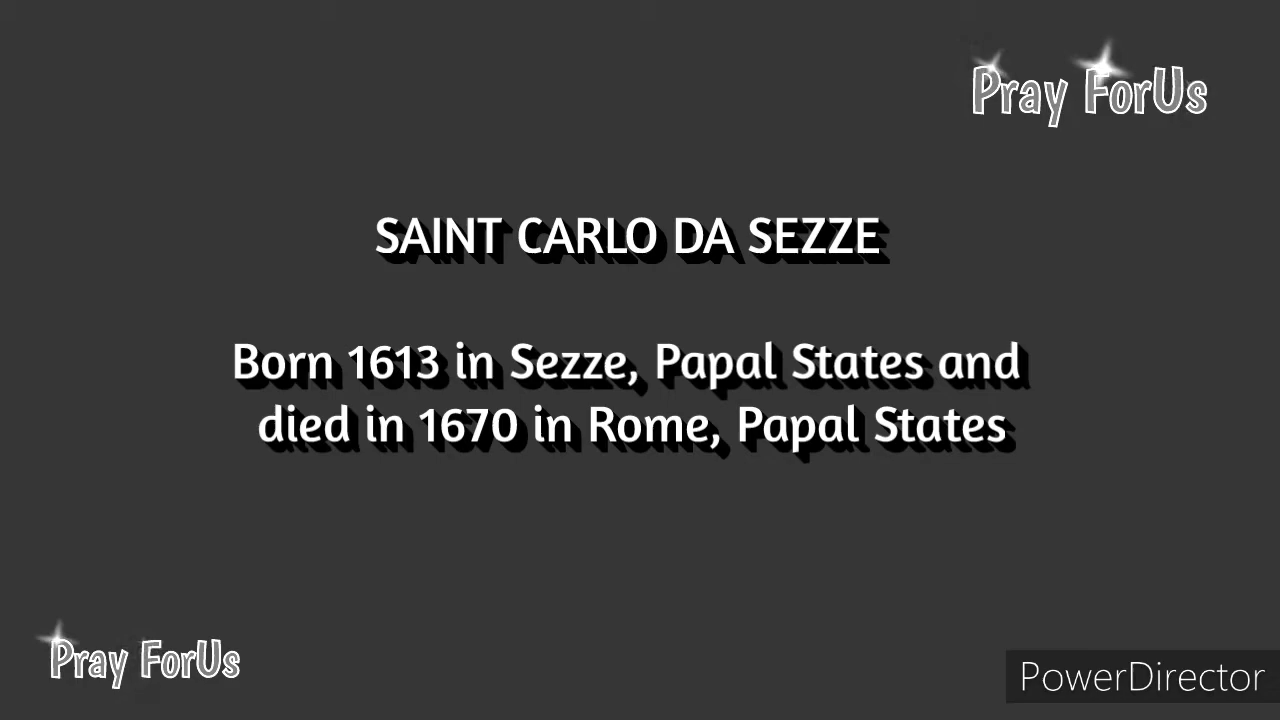 Pray ForUs
SAINT CARLO DA SEZZE
Born 1613 in Sezze, Papal States and
died in 1670 in Rome, Papal States
Pray ForUs
PowerDirector